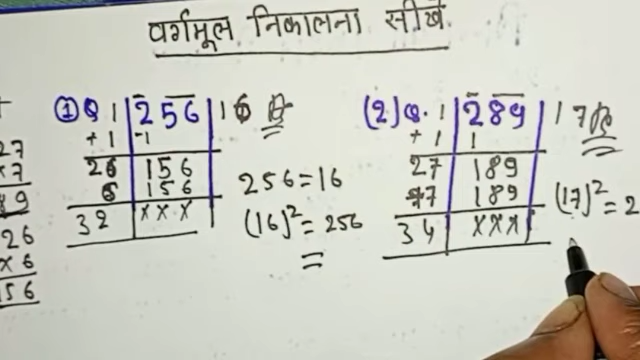 वर्गमूल निकालना सीखें
27
×7
89
26
×6
156
① Q 1 | 256 | 16 A
+1 | -1
26 | 156
6 | 156
32 | ×××
256=16
(16)²=256
(2) Q. 1 | 289 | 17 A
+1 | 1
27 | 189
+7 | 189
34 | ×××
(17)²=2